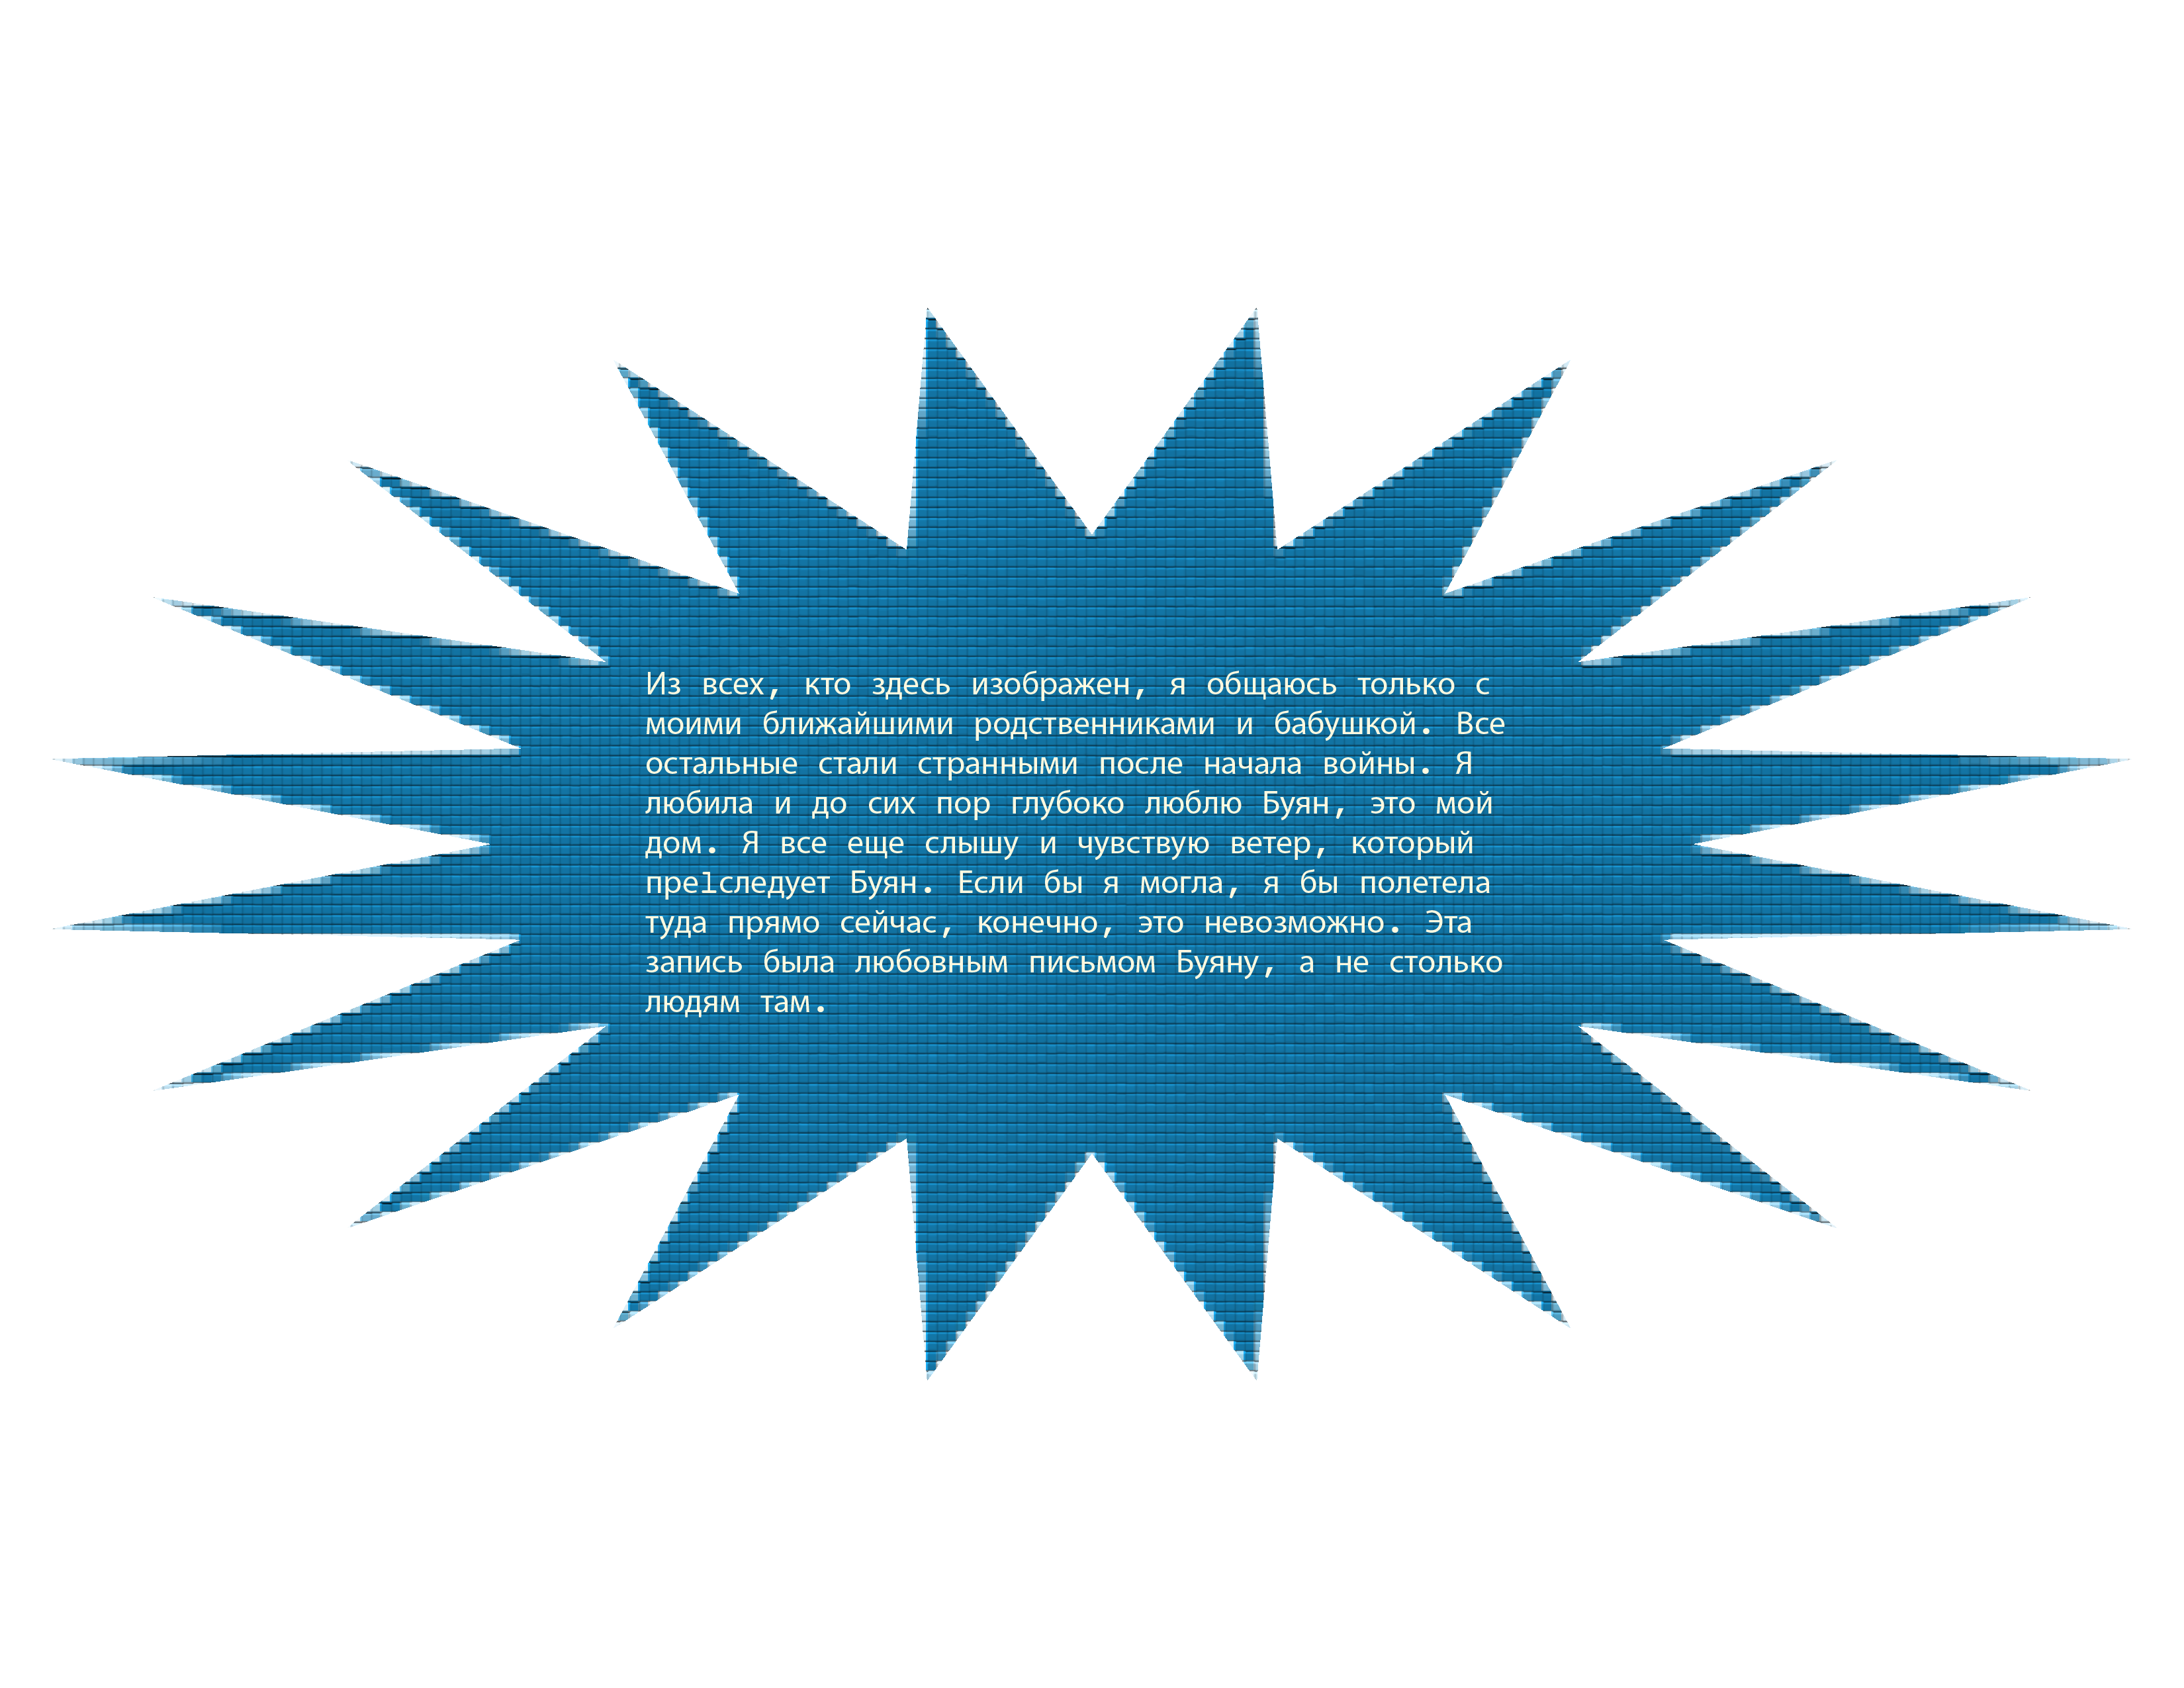 Из всех, кто здесь изображен, я общаюсь только с
моими ближайшими родственниками и бабушкой. Все
остальные стали странными после начала войны. Я
любила и до сих пор глубоко люблю Буян, это мой
дом. Я все еще слышу и чувствую ветер, который
преlследует Буян. Если бы я могла, я бы полетела
туда прямо сейчас, конечно, это невозможно. Эта
запись была любовным письмом Буяну, а не столько
людям там.